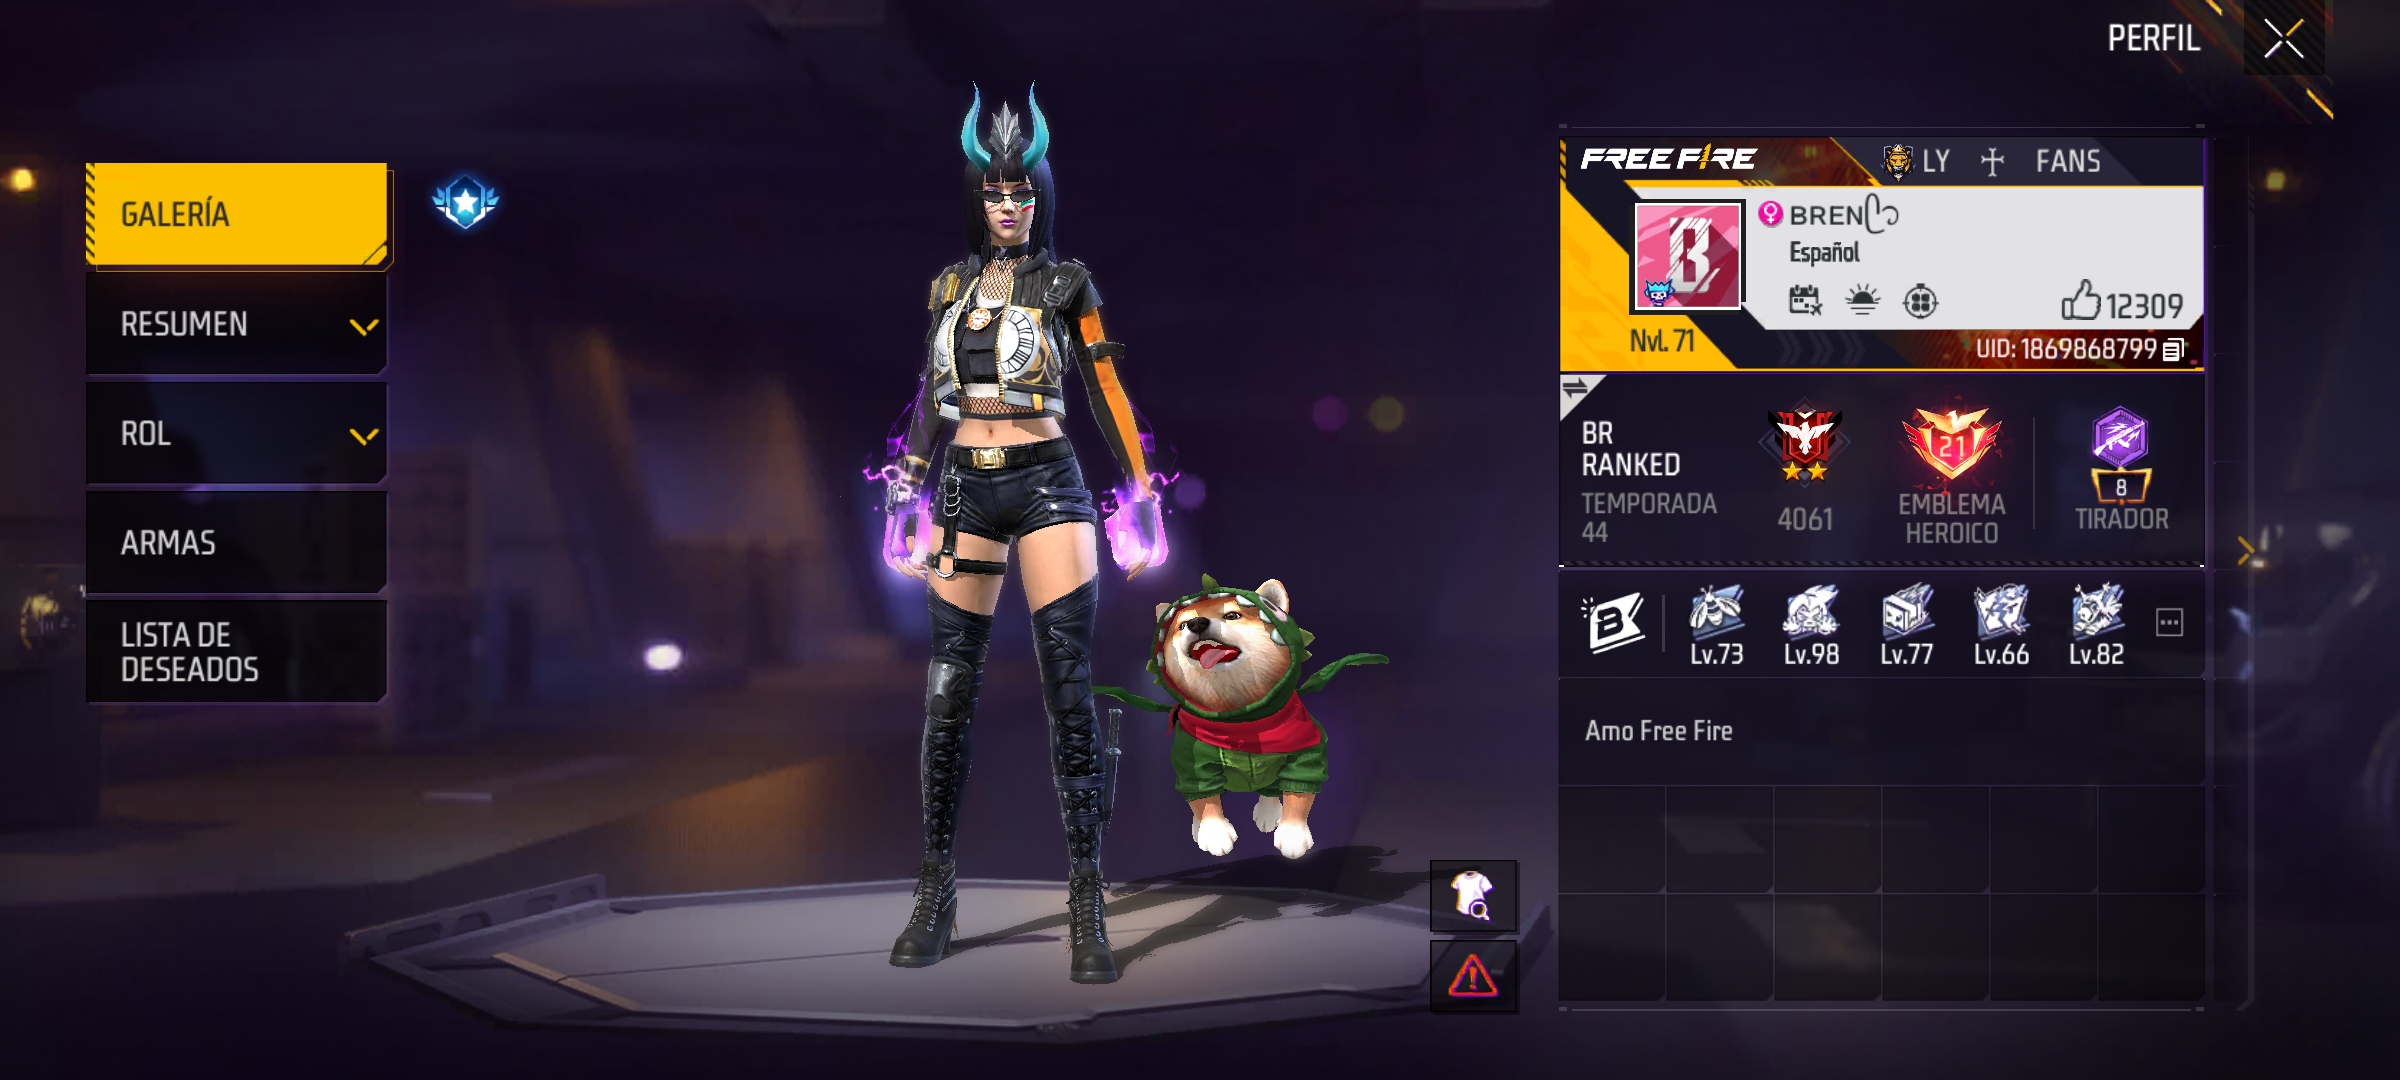 PERFIL
GALERÍA
RESUMEN
ROL
ARMAS
LISTA DE
DESEADOS
FREE FIRE
LY FANS
B
BREN
Español
12309
Nvl. 71
UID: 1869868799
BR
RANKED
TEMPORADA
44
4061
21
EMBLEMA
HEROICO
8
TIRADOR
B
Lv.73
Lv.98
Lv.77
Lv.66
Lv.82
Amo Free Fire